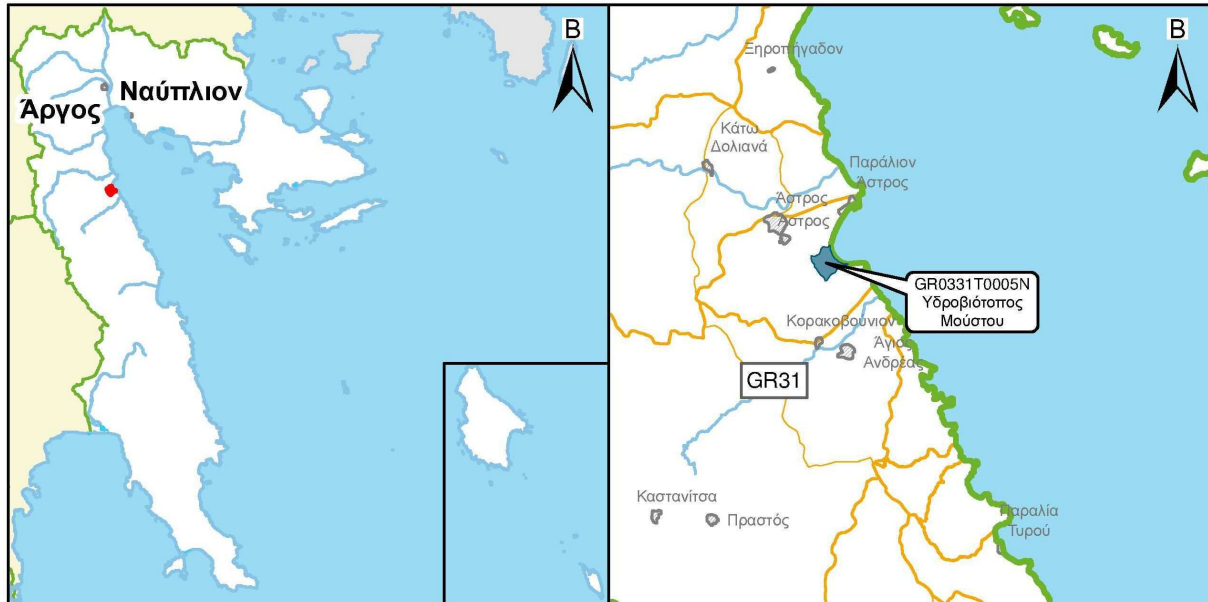 Β
Ναύπλιον
Άργος
Β
Ξηροπήγαδον
Κάτω
Δολιανά
Παράλιον
Άστρος
Άστρος
Άστρος
GR0331T0005N
Υδροβιότοπος
Μούστου
Κορακοβούνιον
Άγιος
Ανδρέας
GR31
Καστανίτσα
Πραστός
Παραλία
Τυρού